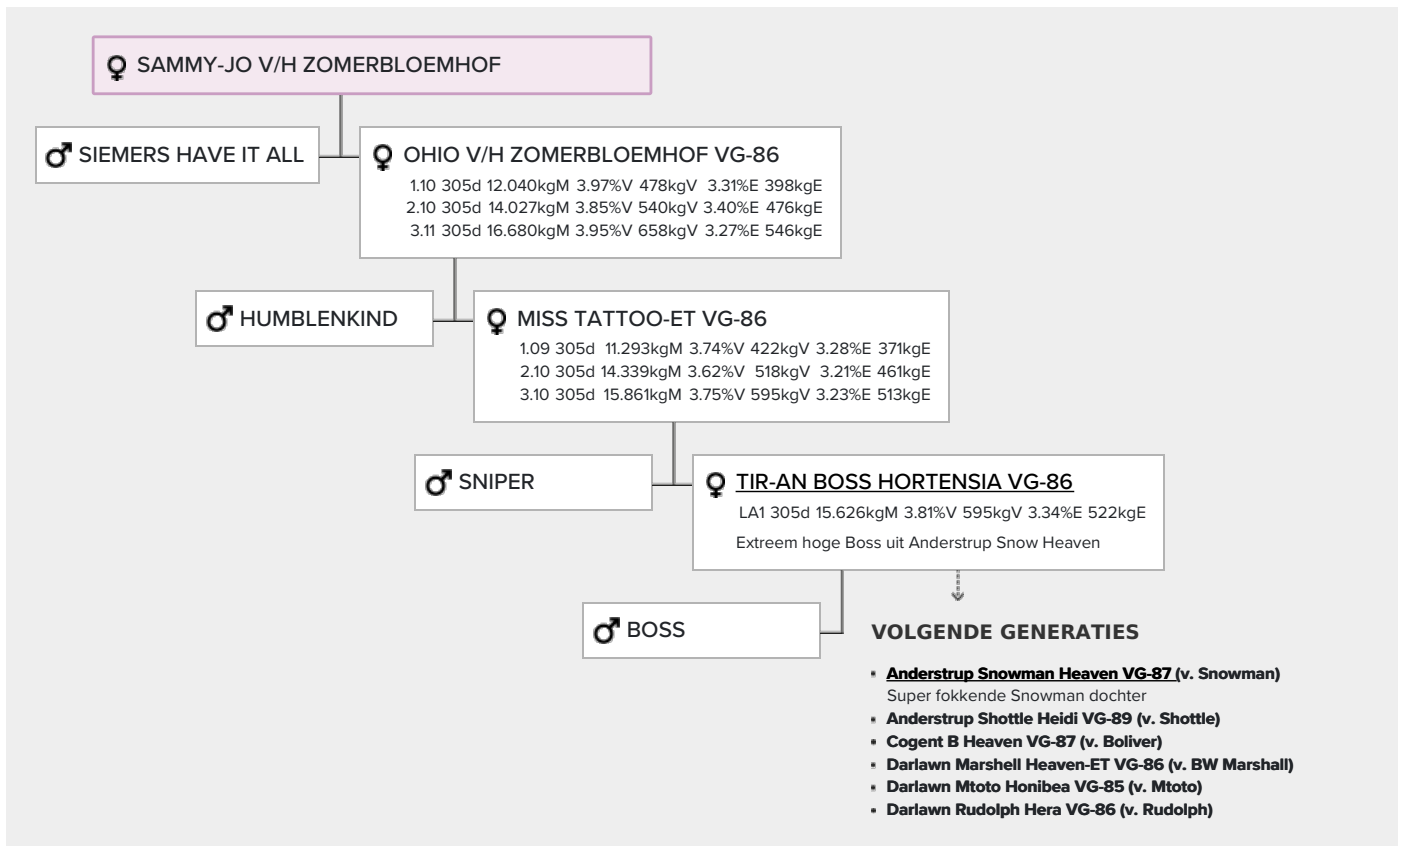 SAMMY-JO V/H ZOMERBLOEMHOF
SIEMERS HAVE IT ALL
OHIO V/H ZOMERBLOEMHOF VG-86
1.10 305d 12.040kgM 3.97%V 478kgV 3.31%E 398kgE
2.10 305d 14.027kgM 3.85%V 540kgV 3.40%E 476kgE
3.11 305d 16.680kgM 3.95%V 658kgV 3.27%E 546kgE
HUMBLENKIND
MISS TATTOO-ET VG-86
1.09 305d 11.293kgM 3.74%V 422kgV 3.28%E 371kgE
2.10 305d 14.339kgM 3.62%V 518kgV 3.21%E 461kgE
3.10 305d 15.861kgM 3.75%V 595kgV 3.23%E 513kgE
SNIPER
TIR-AN BOSS HORTENSIA VG-86
LA1 305d 15.626kgM 3.81%V 595kgV 3.34%E 522kgE
Extreem hoge Boss uit Anderstrup Snow Heaven
BOSS
VOLGENDE GENERATIES
Anderstrup Snowman Heaven VG-87 (v. Snowman)
Super fokkende Snowman dochter
Anderstrup Shottle Heidi VG-89 (v. Shottle)
Cogent B Heaven VG-87 (v. Boliver)
Darlawn Marshell Heaven-ET VG-86 (v. BW Marshall)
Darlawn Mtoto Honibea VG-85 (v. Mtoto)
Darlawn Rudolph Hera VG-86 (v. Rudolph)